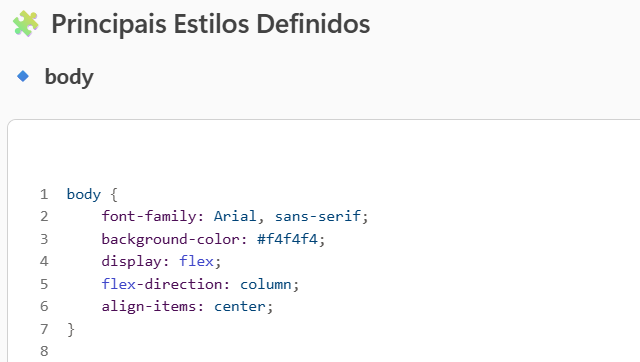 🧩 Principais Estilos Definidos
🔹 body
1 body {
2     font-family: Arial, sans-serif;
3     background-color: #f4f4f4;
4     display: flex;
5     flex-direction: column;
6     align-items: center;
7 }
8